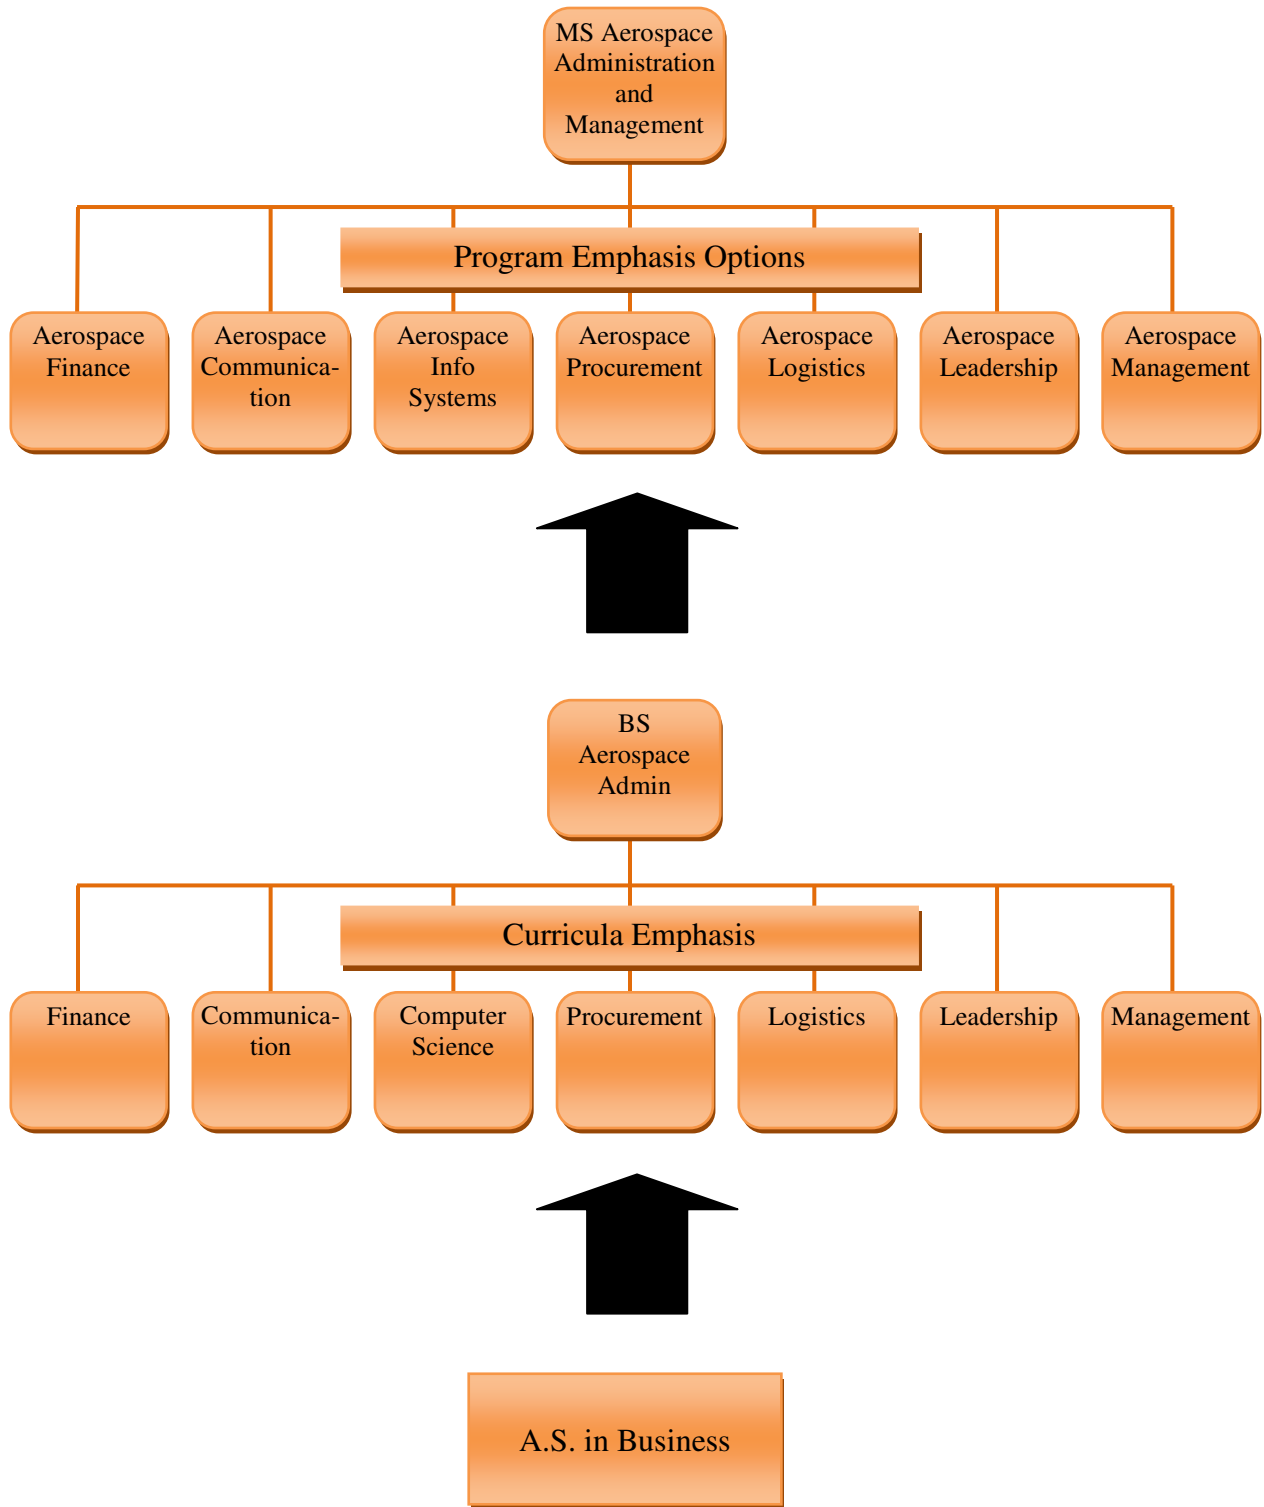 MS Aerospace
Administration
and
Management
Program Emphasis Options
Aerospace
Finance
Aerospace
Communica-
tion
Aerospace
Info
Systems
Aerospace
Procurement
Aerospace
Logistics
Aerospace
Leadership
Aerospace
Management
BS
Aerospace
Admin
Curricula Emphasis
Finance
Communica-
tion
Computer
Science
Procurement
Logistics
Leadership
Management
A.S. in Business